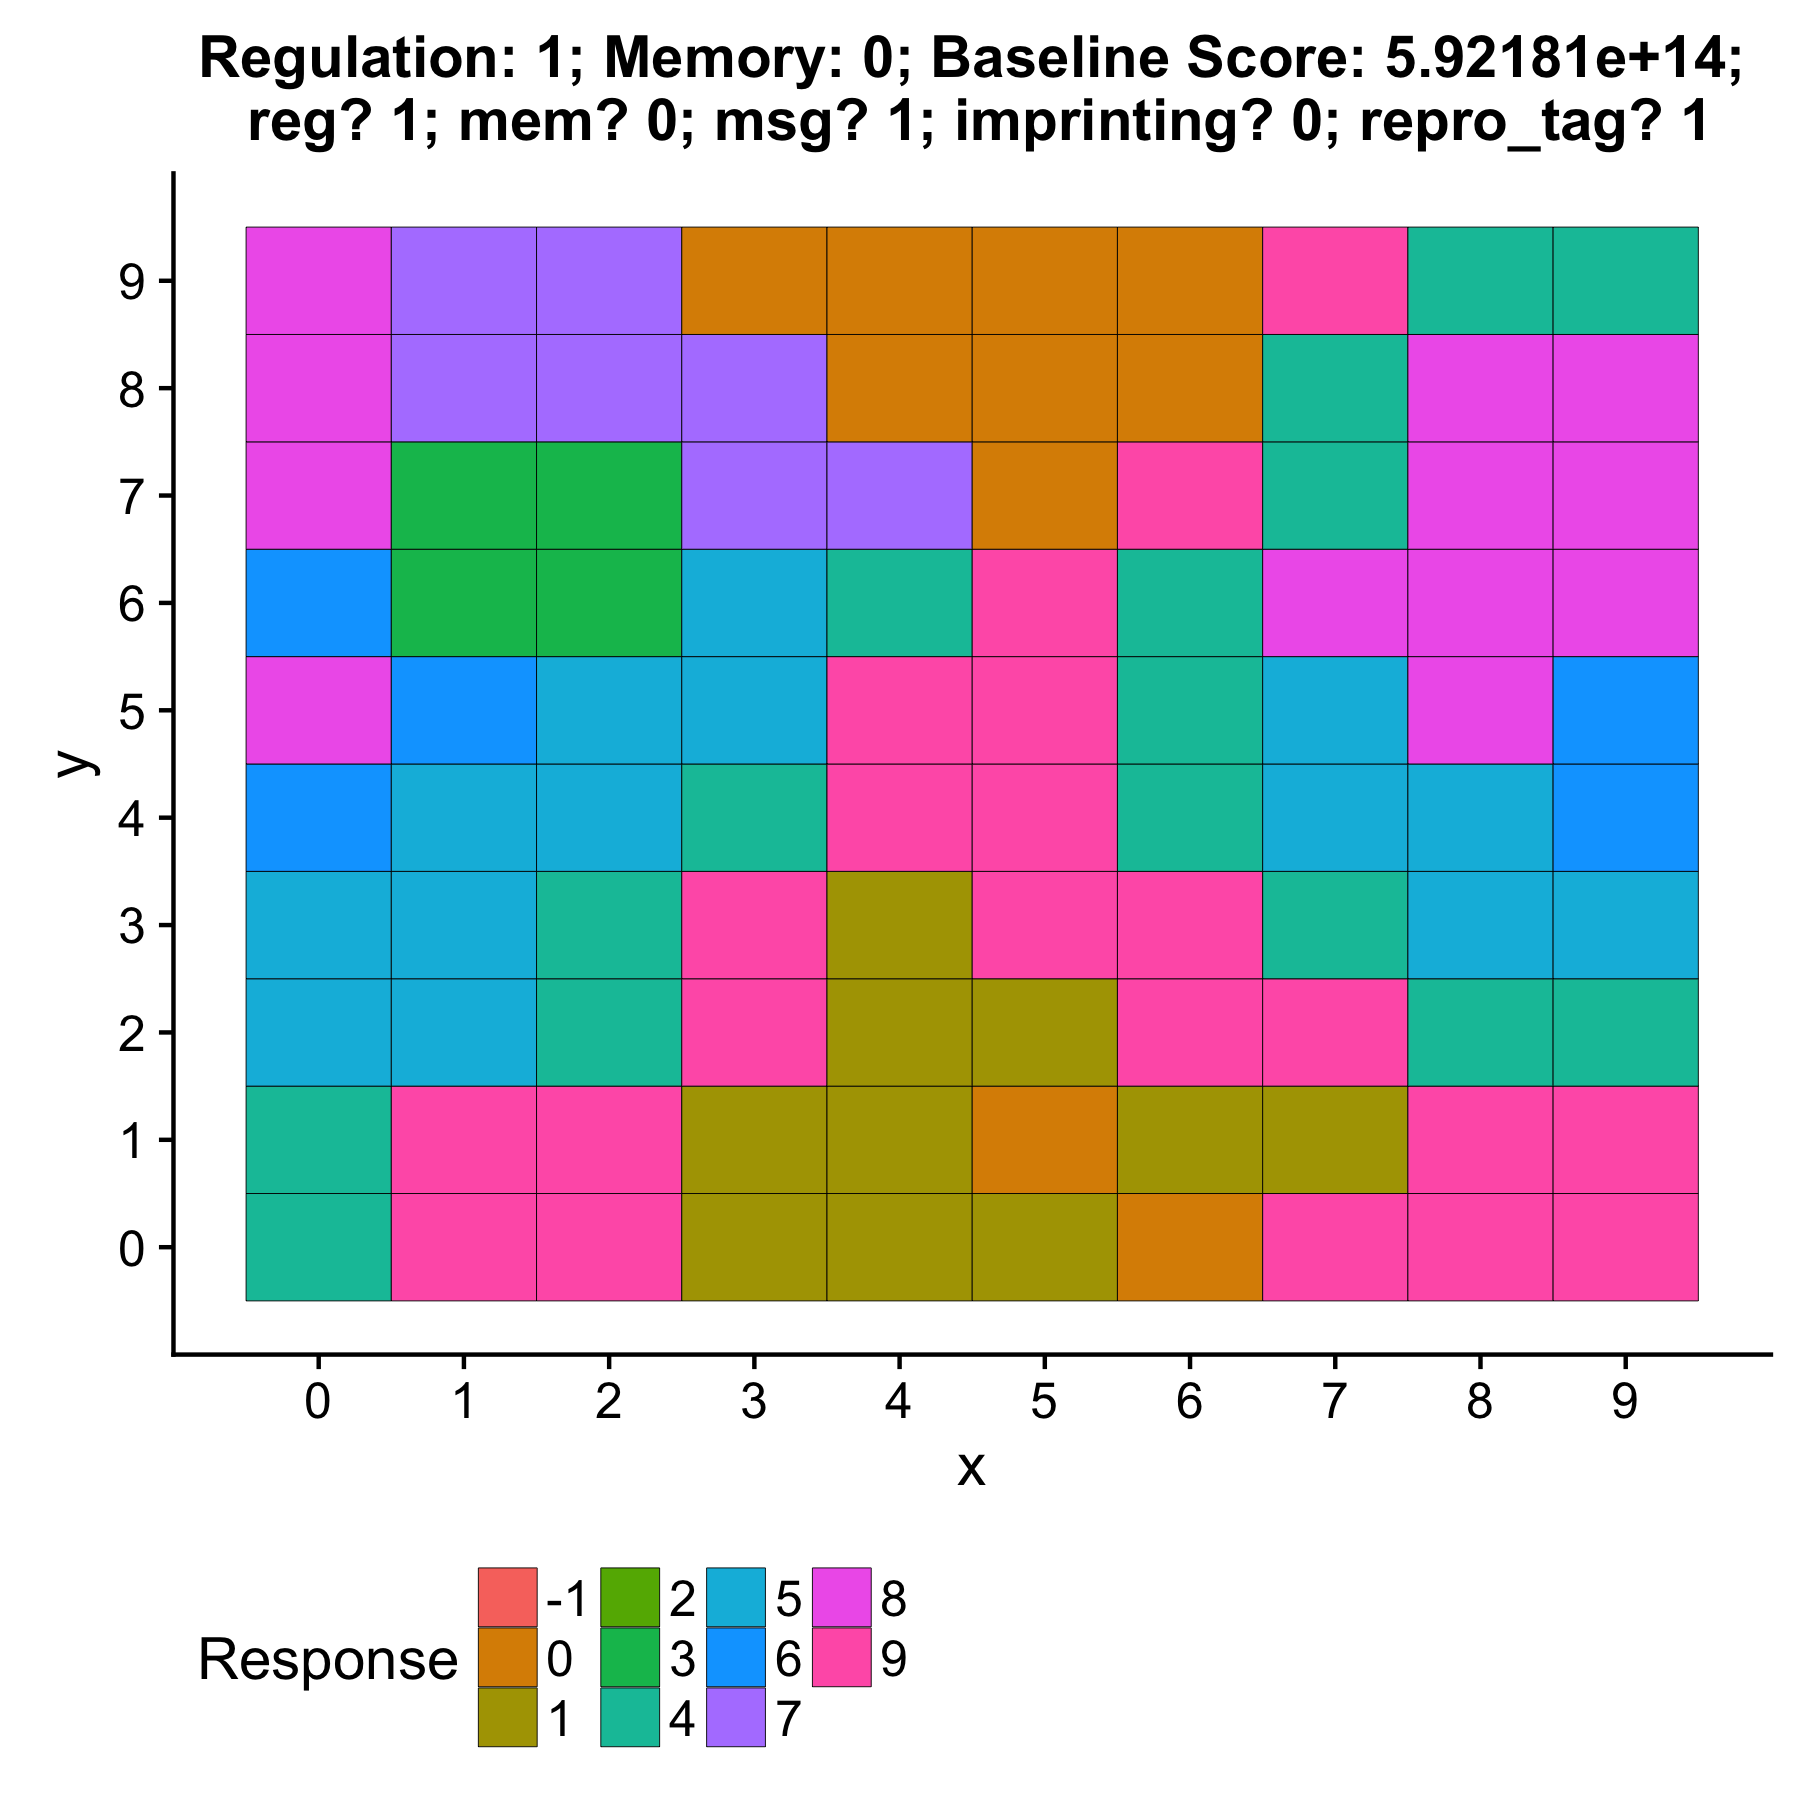 Regulation: 1; Memory: 0; Baseline Score: 5.92181e+14;
reg? 1; mem? 0; msg? 1; imprinting? 0; repro_tag? 1
y
9
8
7
6
5
4
3
2
1
0
0 1 2 3 4 5 6 7 8 9
x
Response
-1 2 5 8
0 3 6 9
1 4 7